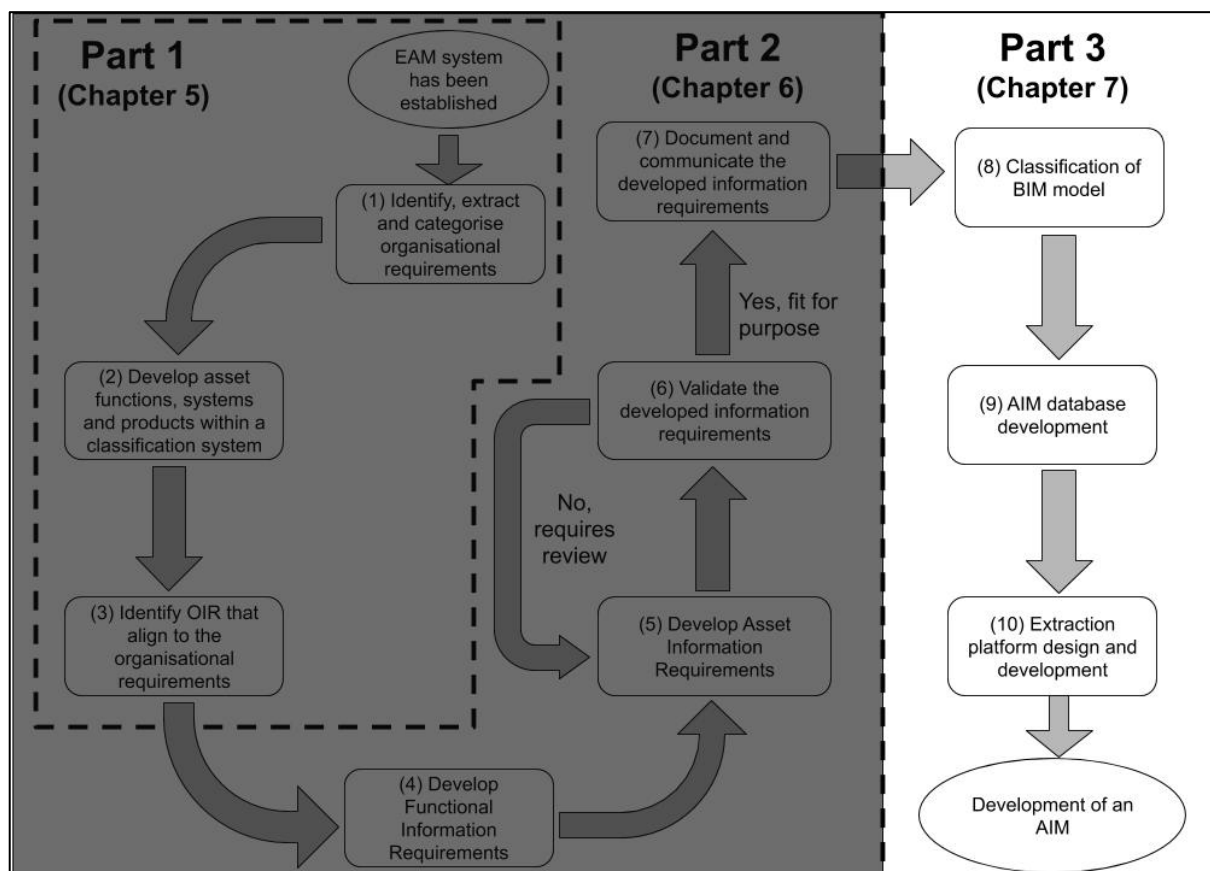 Part 1
(Chapter 5)
EAM system
has been
established
(1) Identify, extract
and categorise
organisational
requirements
(2) Develop asset
functions, systems
and products within a
classification system
(3) Identify OIR that
align to the
organisational
requirements
(4) Develop
Functional
Information
Requirements
Part 2
(Chapter 6)
(7) Document and
communicate the
developed information
requirements
Yes, fit for
purpose
(6) Validate the
developed information
requirements
No,
requires
review
(5) Develop Asset
Information
Requirements
Part 3
(Chapter 7)
(8) Classification of
BIM model
(9) AIM database
development
(10) Extraction
platform design and
development
Development of an
AIM